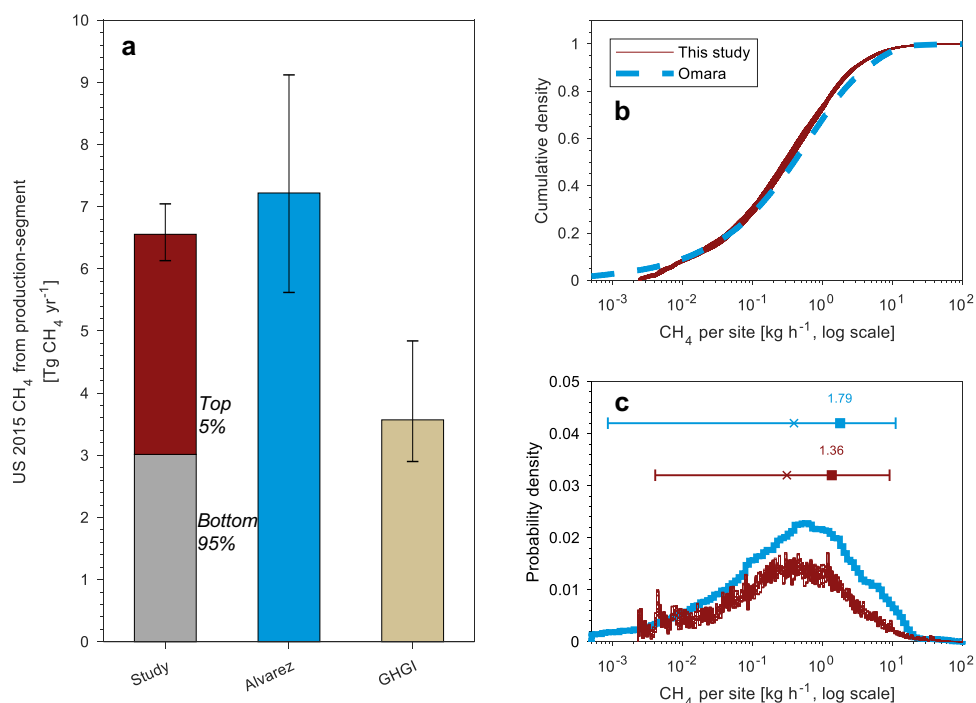 a
US 2015 CH4 from production-segment
[Tg CH4 yr-1]
10
9
8
7
6
5
4
3
2
1
0
Top
5%
Bottom
95%
Study
Alvarez
GHGI
b
This study
Omara
Cumulative density
1
0.8
0.6
0.4
0.2
0
10-3
10-2
10-1
100
101
102
CH4 per site [kg h-1, log scale]
c
Probability density
0.05
0.04
0.03
0.02
0.01
0
1.79
1.36
10-3
10-2
10-1
100
101
102
CH4 per site [kg h-1, log scale]